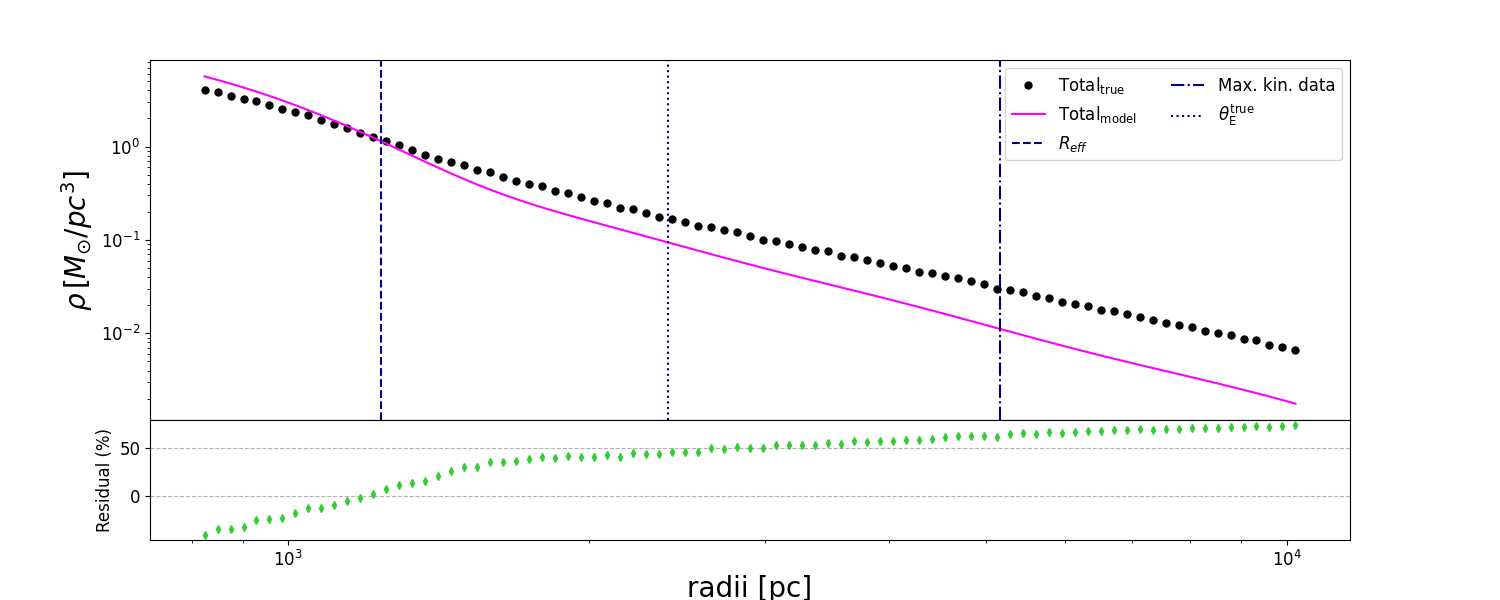 ρ [M⊙/pc³]
10⁰
10⁻¹
10⁻²
Total_true
Total_model
R_eff
Max. kin. data
θ_E^true
Residual (%)
50
0
10³
10⁴
radii [pc]